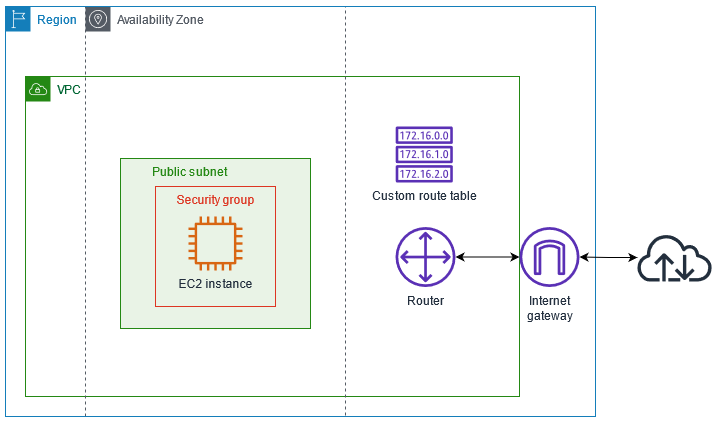 Region
Availability Zone
VPC
Public subnet
Security group
EC2 instance
172.16.0.0
172.16.1.0
172.16.2.0
Custom route table
Router
Internet
gateway